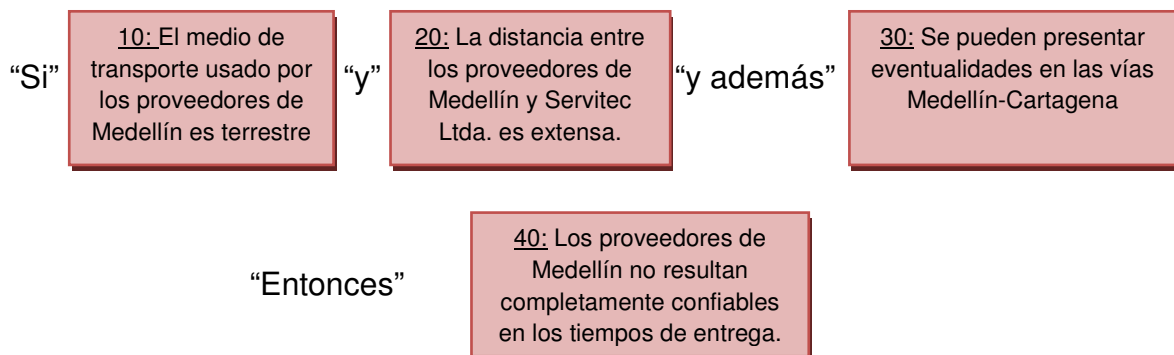 “Si”
10: El medio de
transporte usado por
los proveedores de
Medellín es terrestre
“y”
20: La distancia entre
los proveedores de
Medellín y Servitec
Ltda. es extensa.
“y además”
30: Se pueden presentar
eventualidades en las vías
Medellín-Cartagena
“Entonces”
40: Los proveedores de
Medellín no resultan
completamente confiables
en los tiempos de entrega.